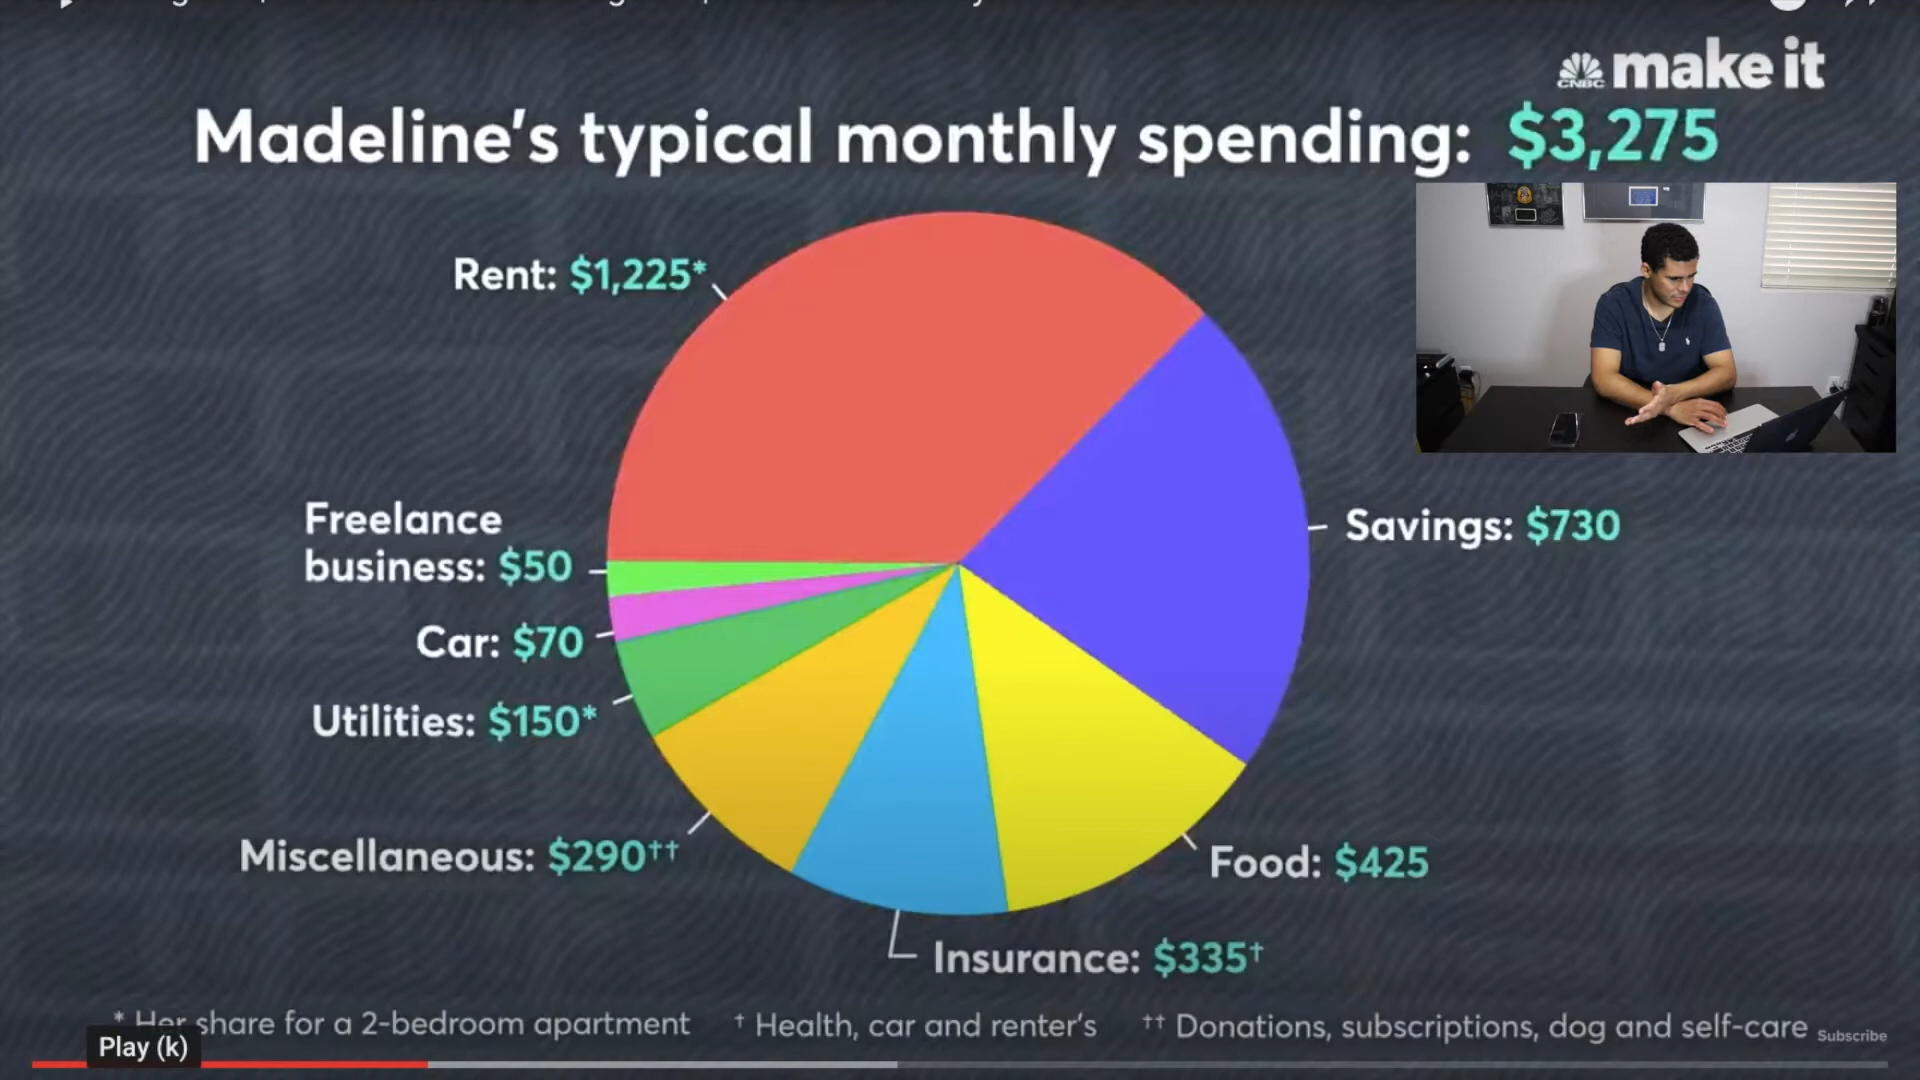 CNBC make it
Madeline's typical monthly spending: $3,275
Rent: $1,225*
Freelance
business: $50
Savings: $730
Car: $70
Utilities: $150*
Miscellaneous: $290††
Food: $425
Insurance: $335†
* Her share for a 2-bedroom apartment
† Health, car and renter's
†† Donations, subscriptions, dog and self-care
Subscribe
Play (k)